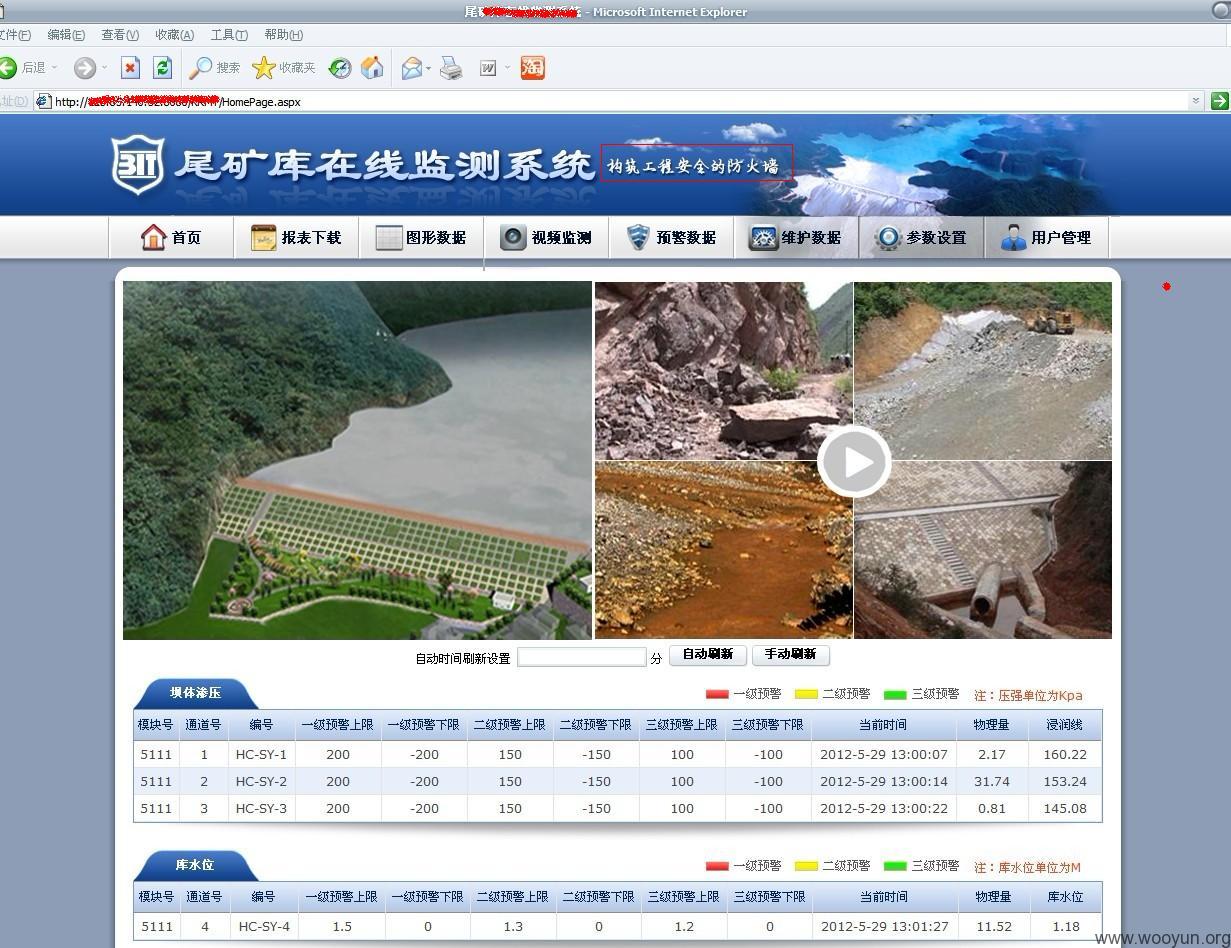 - Microsoft Internet Explorer
文件(F) 编辑(E) 查看(V) 收藏(A) 工具(T) 帮助(H)
后退 搜索 收藏夹 淘
址(D) http:// /HomePage.aspx
BIT 尾矿库在线监测系统 构筑工程安全的防火墙
首页 报表下载 图形数据 视频监测 预警数据 维护数据 参数设置 用户管理
自动时间刷新设置 分 自动刷新 手动刷新
坝体渗压 一级预警 二级预警 三级预警 注：压强单位为Kpa
模块号 通道号 编号 一级预警上限 一级预警下限 二级预警上限 二级预警下限 三级预警上限 三级预警下限 当前时间 物理量 浸润线
5111 1 HC-SY-1 200 -200 150 -150 100 -100 2012-5-29 13:00:07 2.17 160.22
5111 2 HC-SY-2 200 -200 150 -150 100 -100 2012-5-29 13:00:14 31.74 153.24
5111 3 HC-SY-3 200 -200 150 -150 100 -100 2012-5-29 13:00:22 0.81 145.08
库水位 一级预警 二级预警 三级预警 注：库水位单位为M
模块号 通道号 编号 一级预警上限 一级预警下限 二级预警上限 二级预警下限 三级预警上限 三级预警下限 当前时间 物理量 库水位
5111 4 HC-SY-4 1.5 0 1.3 0 1.2 0 2012-5-29 13:01:27 11.52 1.18
www.wooyun.org